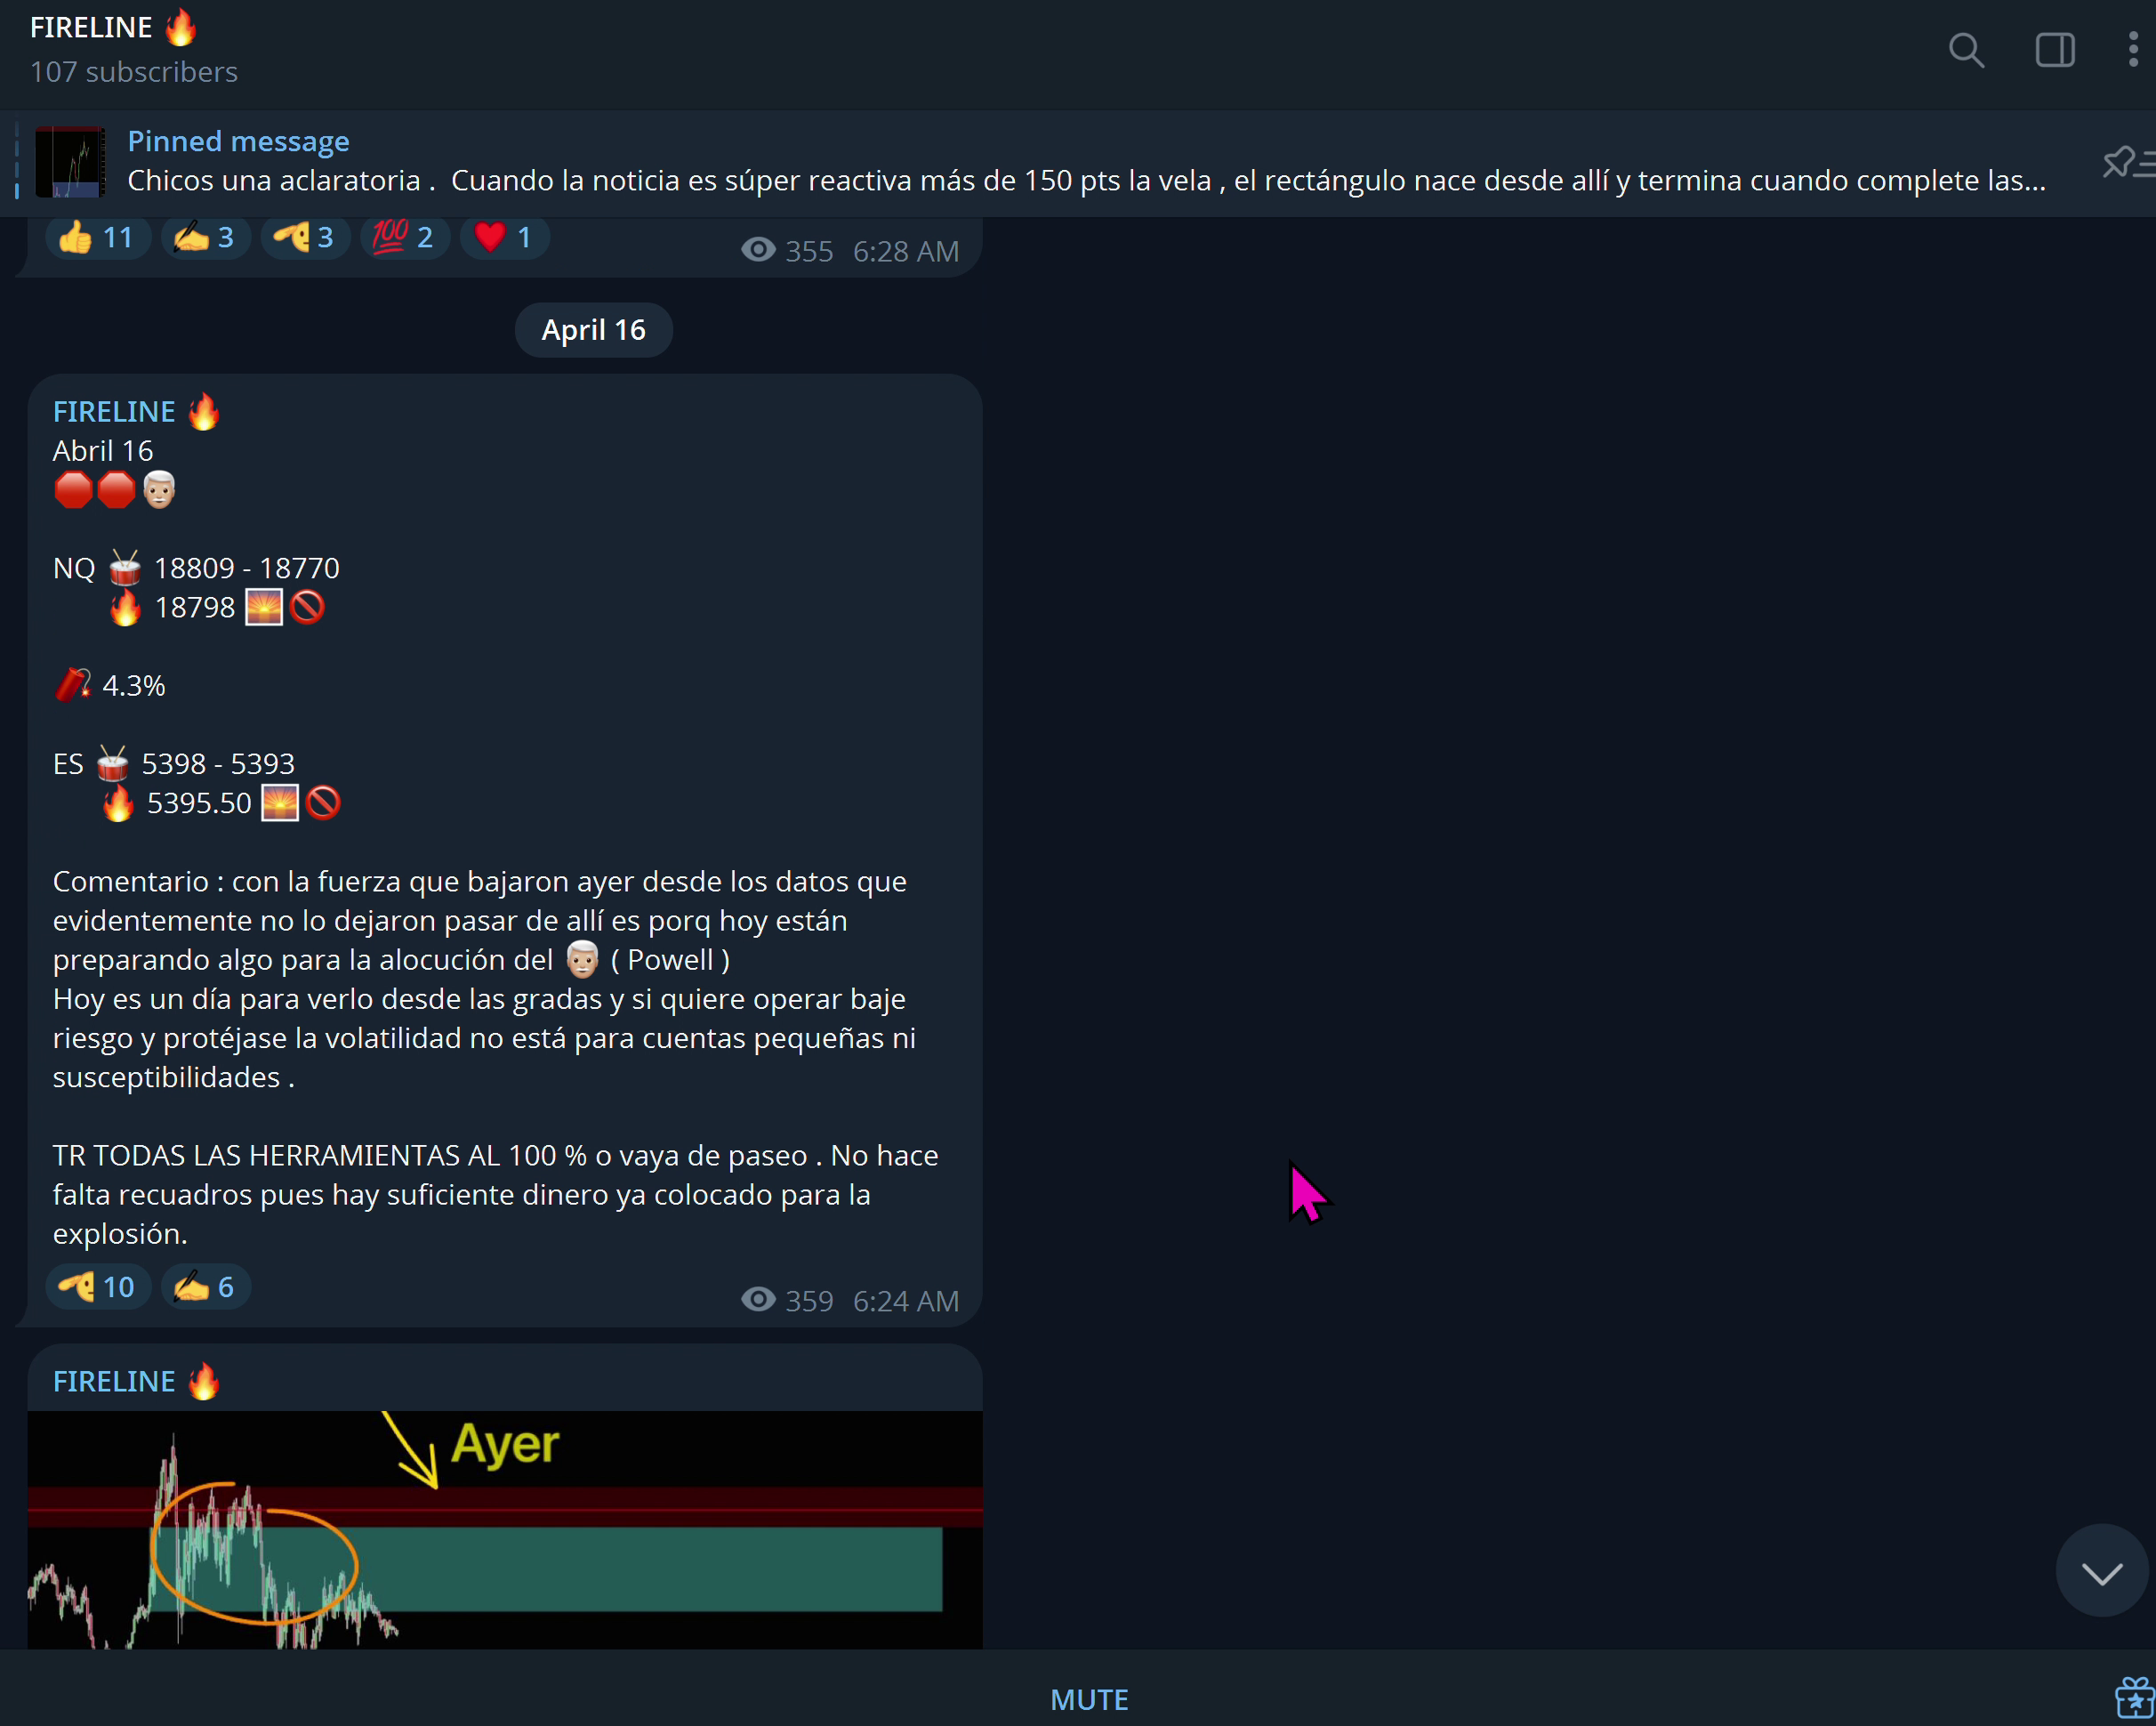 FIRELINE 🔥
107 subscribers
Pinned message
Chicos una aclaratoria .  Cuando la noticia es súper reactiva más de 150 pts la vela , el rectángulo nace desde allí y termina cuando complete las...
👍 11 ✍️ 3 🫤 3 💯 2 ❤️ 1 355 6:28 AM
April 16
FIRELINE 🔥
Abril 16
🛑🛑👨🏼‍🦳
NQ 🥁 18809 - 18770
🔥 18798 🌅🚫
🧨 4.3%
ES 🥁 5398 - 5393
🔥 5395.50 🌅🚫
Comentario : con la fuerza que bajaron ayer desde los datos que
evidentemente no lo dejaron pasar de allí es porq hoy están
preparando algo para la alocución del 👨🏼‍🦳 ( Powell )
Hoy es un día para verlo desde las gradas y si quiere operar baje
riesgo y protéjase la volatilidad no está para cuentas pequeñas ni
susceptibilidades .
TR TODAS LAS HERRAMIENTAS AL 100 % o vaya de paseo . No hace
falta recuadros pues hay suficiente dinero ya colocado para la
explosión.
10 ✍️ 6 359 6:24 AM
FIRELINE 🔥
Ayer
MUTE